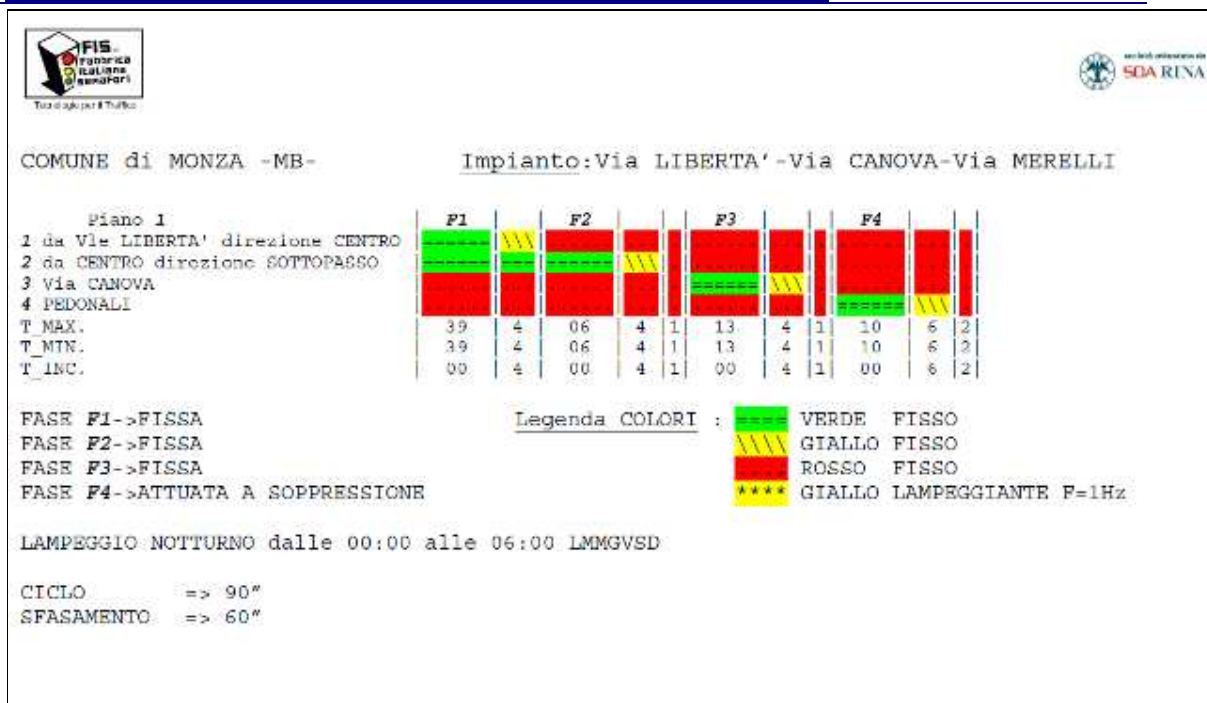 FIS
Fabbrica
Italiana
Semafori
Tecnologie per il Traffico
SOA RINA
COMUNE di MONZA -MB-
Impianto:Via LIBERTA'-Via CANOVA-Via MERELLI
Piano 1 | F1 | | F2 | | | F3 | | | F4 | | |
1 da Vle LIBERTA' direzione CENTRO
2 da CENTRO direzione SOTTOPASSO
3 Via CANOVA
4 PEDONALI
T_MAX. | 39 | 4 | 06 | 4 |1| 13 | 4 |1| 10 | 6 |2|
T_MIN. | 39 | 4 | 06 | 4 |1| 13 | 4 |1| 10 | 6 |2|
T_INC. | 00 | 4 | 00 | 4 |1| 00 | 4 |1| 00 | 6 |2|
FASE F1->FISSA
FASE F2->FISSA
FASE F3->FISSA
FASE F4->ATTUATA A SOPPRESSIONE
Legenda COLORI : ==== VERDE FISSO
\\\\ GIALLO FISSO
.... ROSSO FISSO
**** GIALLO LAMPEGGIANTE F=1Hz
LAMPEGGIO NOTTURNO dalle 00:00 alle 06:00 LMMGVSD
CICLO => 90"
SFASAMENTO => 60"